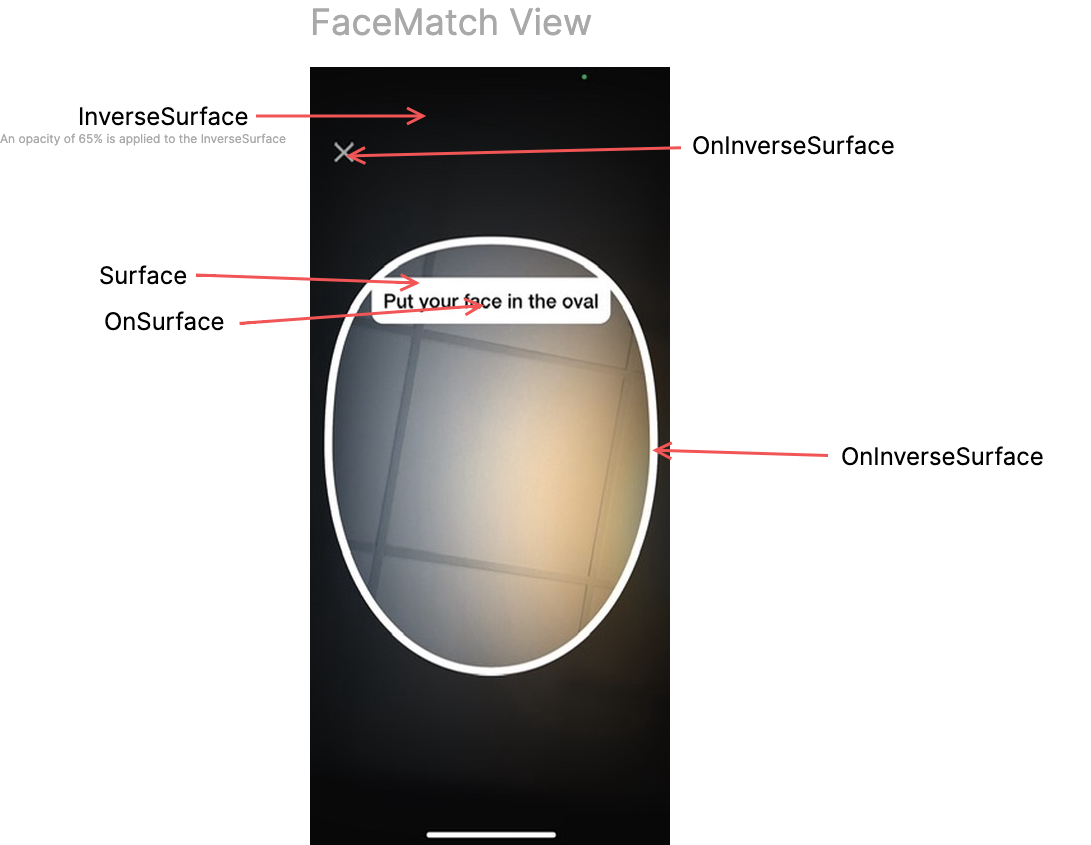 FaceMatch View
InverseSurface
An opacity of 65% is applied to the InverseSurface
OnInverseSurface
Surface
Put your face in the oval
OnSurface
OnInverseSurface